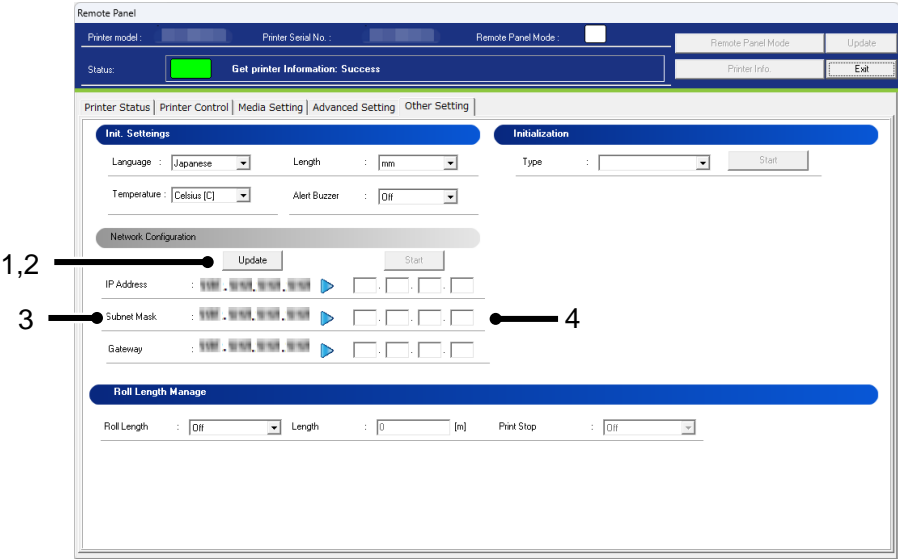 Remote Panel
Printer model : Printer Serial No. : Remote Panel Mode : Remote Panel Mode Update
Status: Get printer Information: Success Printer Info. Exit
Printer Status Printer Control Media Setting Advanced Setting Other Setting
Init. Setteings Initialization
Language : Japanese Length : mm Type : Start
Temperature : Celsius [C] Alert Buzzer : Off
Network Configuration
1,2 Update Start
IP Address : . . . . . .
3 Subnet Mask : . . . . . . 4
Gateway : . . . . . .
Roll Length Manage
Roll Length : Off Length : 0 [m] Print Stop : Off